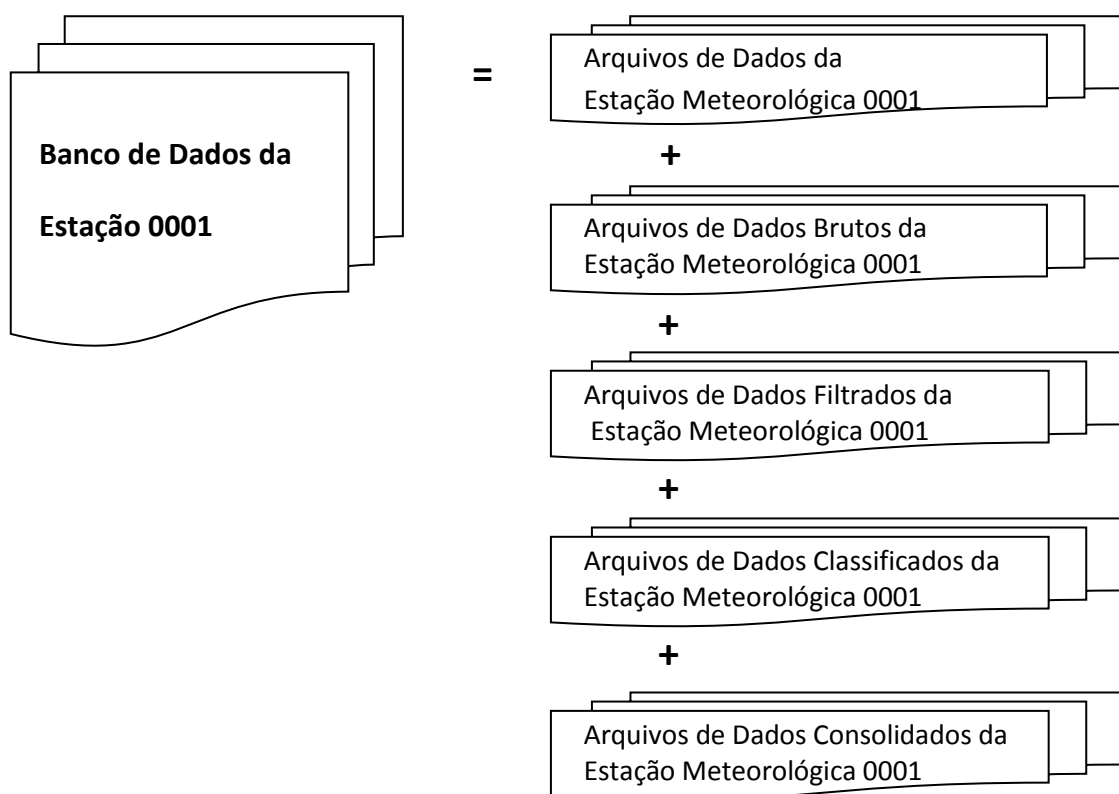 Banco de Dados da
Estação 0001
=
Arquivos de Dados da
Estação Meteorológica 0001
+
Arquivos de Dados Brutos da
Estação Meteorológica 0001
+
Arquivos de Dados Filtrados da
Estação Meteorológica 0001
+
Arquivos de Dados Classificados da
Estação Meteorológica 0001
+
Arquivos de Dados Consolidados da
Estação Meteorológica 0001